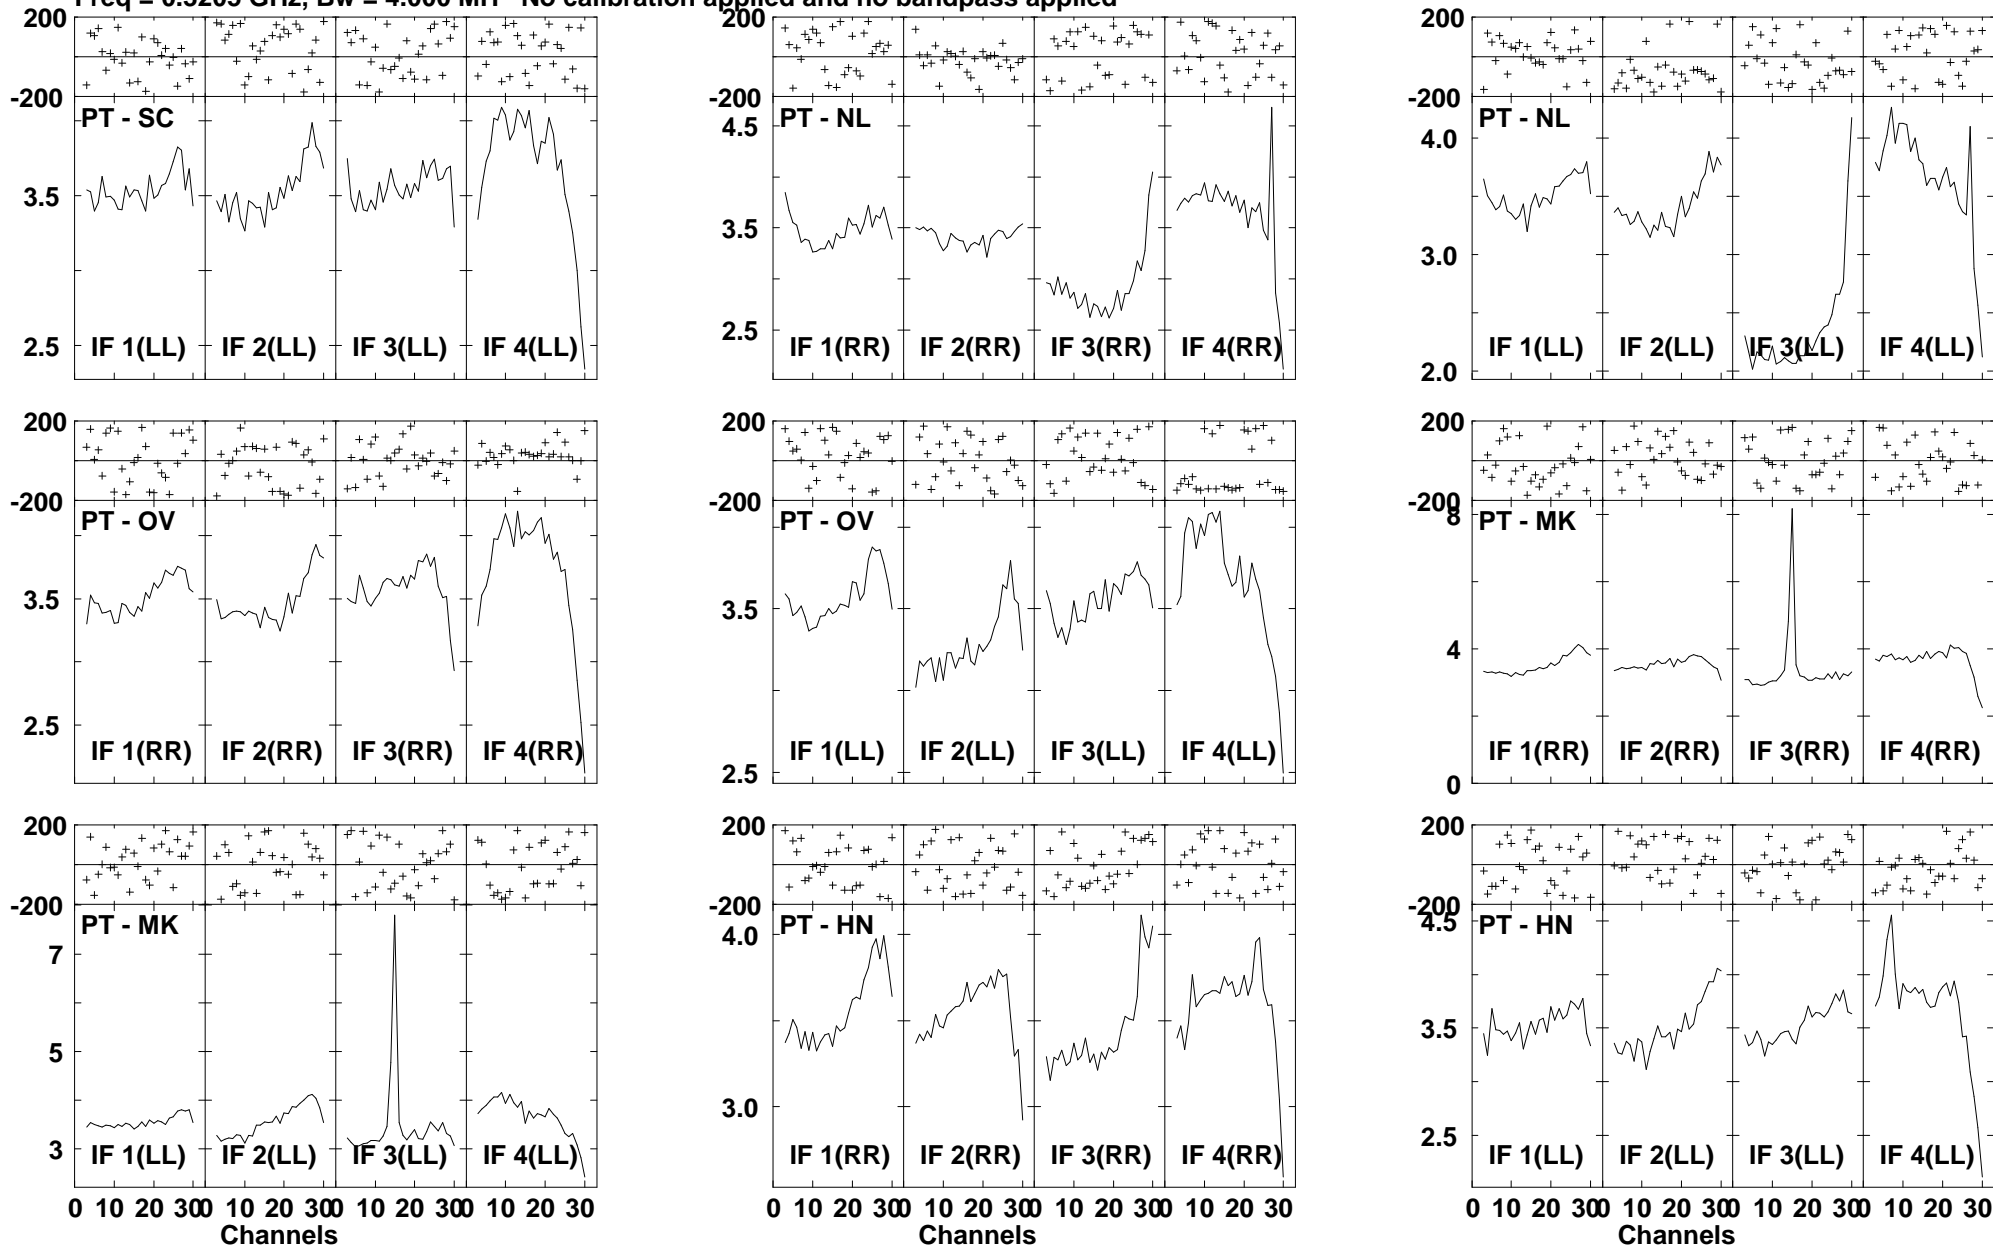 No calibration applied and no bandpass applied
200 200 200
-200 -200 -200
PT - SC PT - NL PT - NL
4.5 4.0
3.5 3.5 3.0
2.5 2.5 2.0
IF 1(LL) IF 2(LL) IF 3(LL) IF 4(LL) IF 1(RR) IF 2(RR) IF 3(RR) IF 4(RR) IF 1(LL) IF 2(LL) IF 3(LL) IF 4(LL)
200 200 200
-200 -200 -200
PT - OV PT - OV PT - MK
8
3.5 3.5 4
2.5 2.5 0
IF 1(RR) IF 2(RR) IF 3(RR) IF 4(RR) IF 1(LL) IF 2(LL) IF 3(LL) IF 4(LL) IF 1(RR) IF 2(RR) IF 3(RR) IF 4(RR)
200 200 200
-200 -200 -200
PT - MK PT - HN PT - HN
7 4.0 4.5
5 3.5
3 3.0 2.5
IF 1(LL) IF 2(LL) IF 3(LL) IF 4(LL) IF 1(RR) IF 2(RR) IF 3(RR) IF 4(RR) IF 1(LL) IF 2(LL) IF 3(LL) IF 4(LL)
0 10 20 30 0 10 20 30 0 10 20 30 0 10 20 30 0 10 20 30 0 10 20 30 0 10 20 30 0 10 20 30 0 10 20 30 0 10 20 30 0 10 20 30 0 10 20 30
Channels Channels Channels